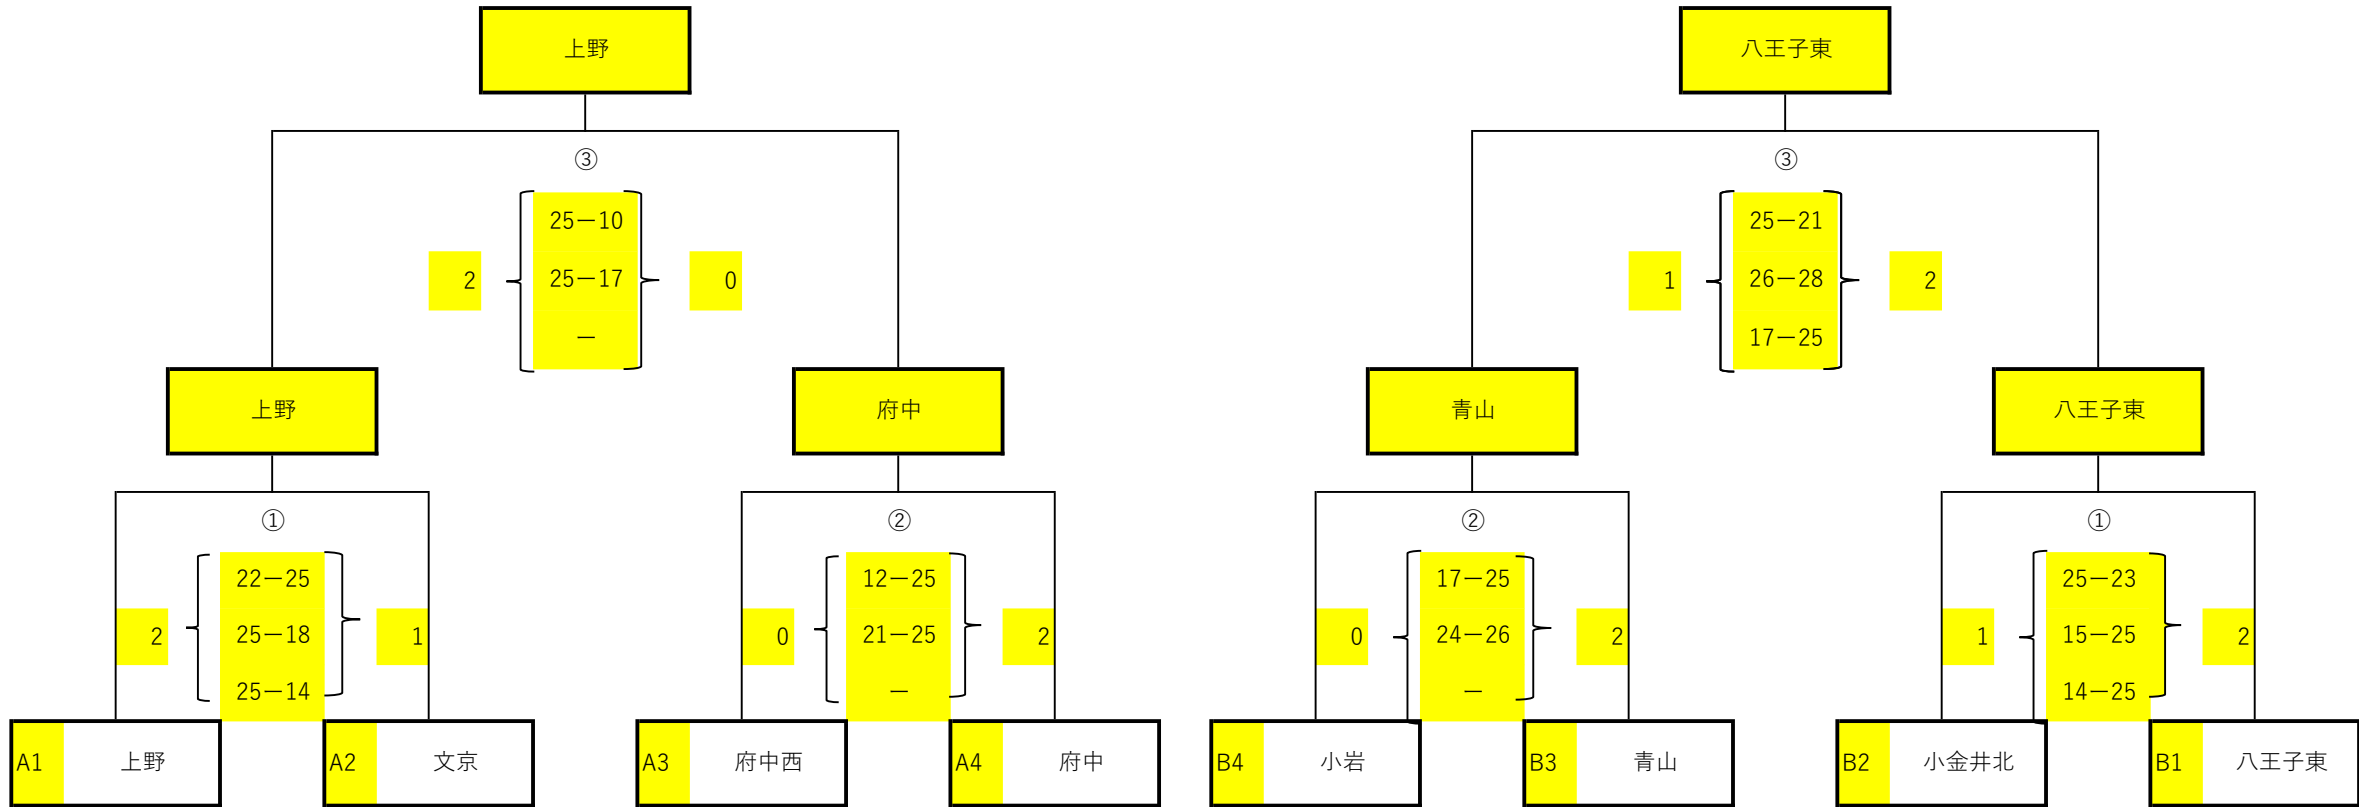 上野
八王子東
③
③
25－10
25－21
2
25－17
0
1
26－28
2
－
17－25
上野
府中
青山
八王子東
①
②
②
①
22－25
12－25
17－25
25－23
2
25－18
1
0
21－25
2
0
24－26
2
1
15－25
2
25－14
－
－
14－25
A1 上野
A2 文京
A3 府中西
A4 府中
B4 小岩
B3 青山
B2 小金井北
B1 八王子東